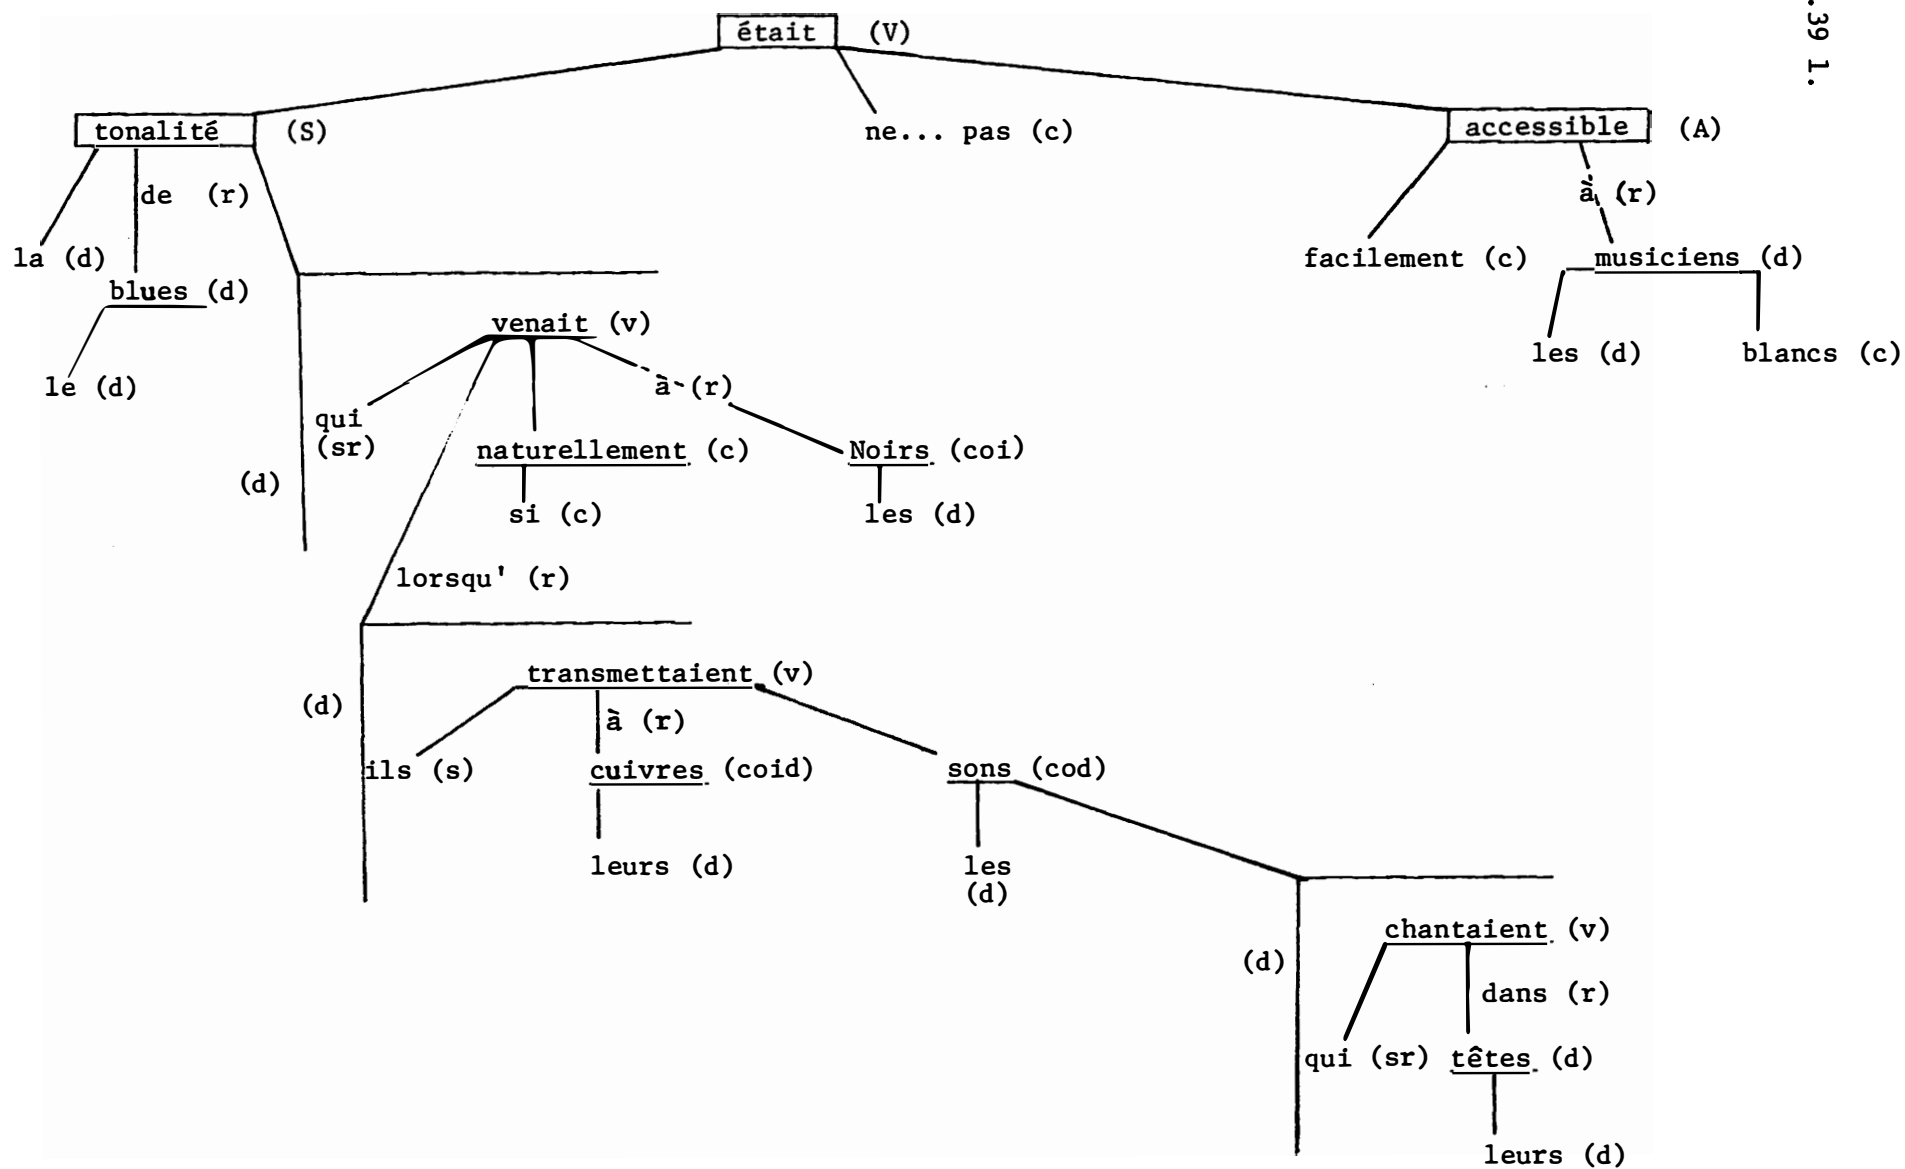 .39 1.
était (V)
tonalité (S)
ne... pas (c)
accessible (A)
de (r)
à (r)
la (d)
facilement (c)
musiciens (d)
blues (d)
venait (v)
les (d)
blancs (c)
le (d)
à (r)
qui
(sr)
naturellement (c)
Noirs (coi)
(d)
si (c)
les (d)
lorsqu' (r)
transmettaient (v)
(d)
à (r)
ils (s)
cuivres (coid)
sons (cod)
leurs (d)
les
(d)
chantaient (v)
(d)
dans (r)
qui (sr)
têtes (d)
leurs (d)